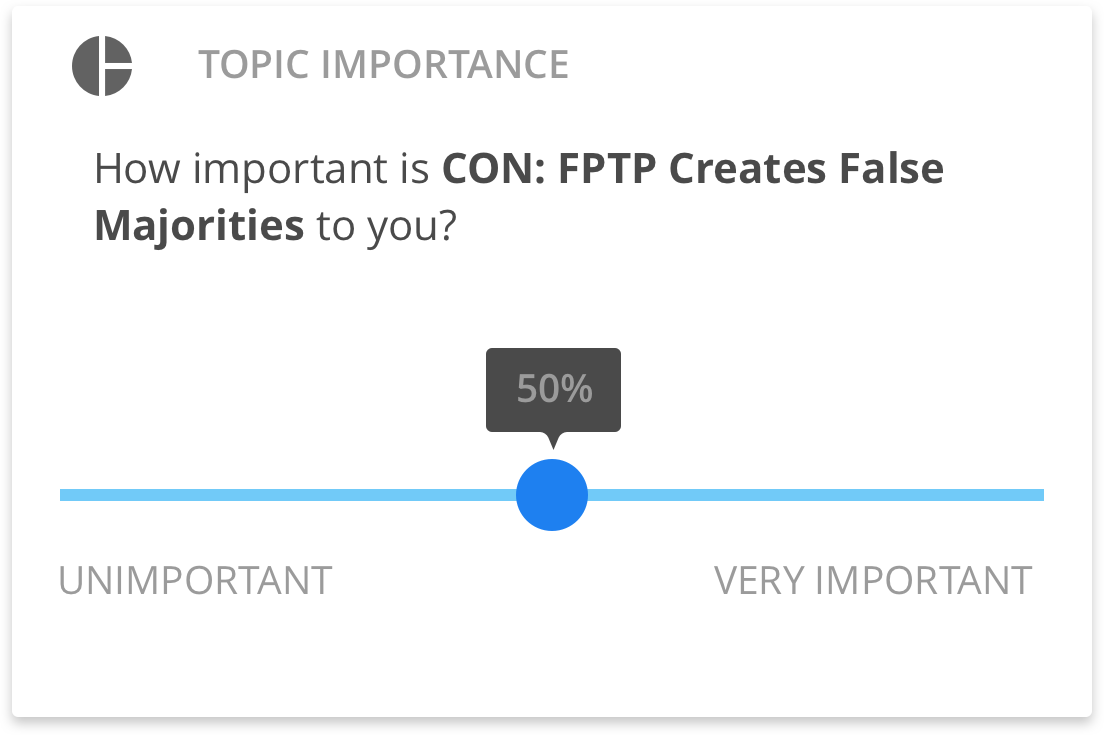 TOPIC IMPORTANCE
How important is CON: FPTP Creates False
Majorities to you?
50%
UNIMPORTANT
VERY IMPORTANT